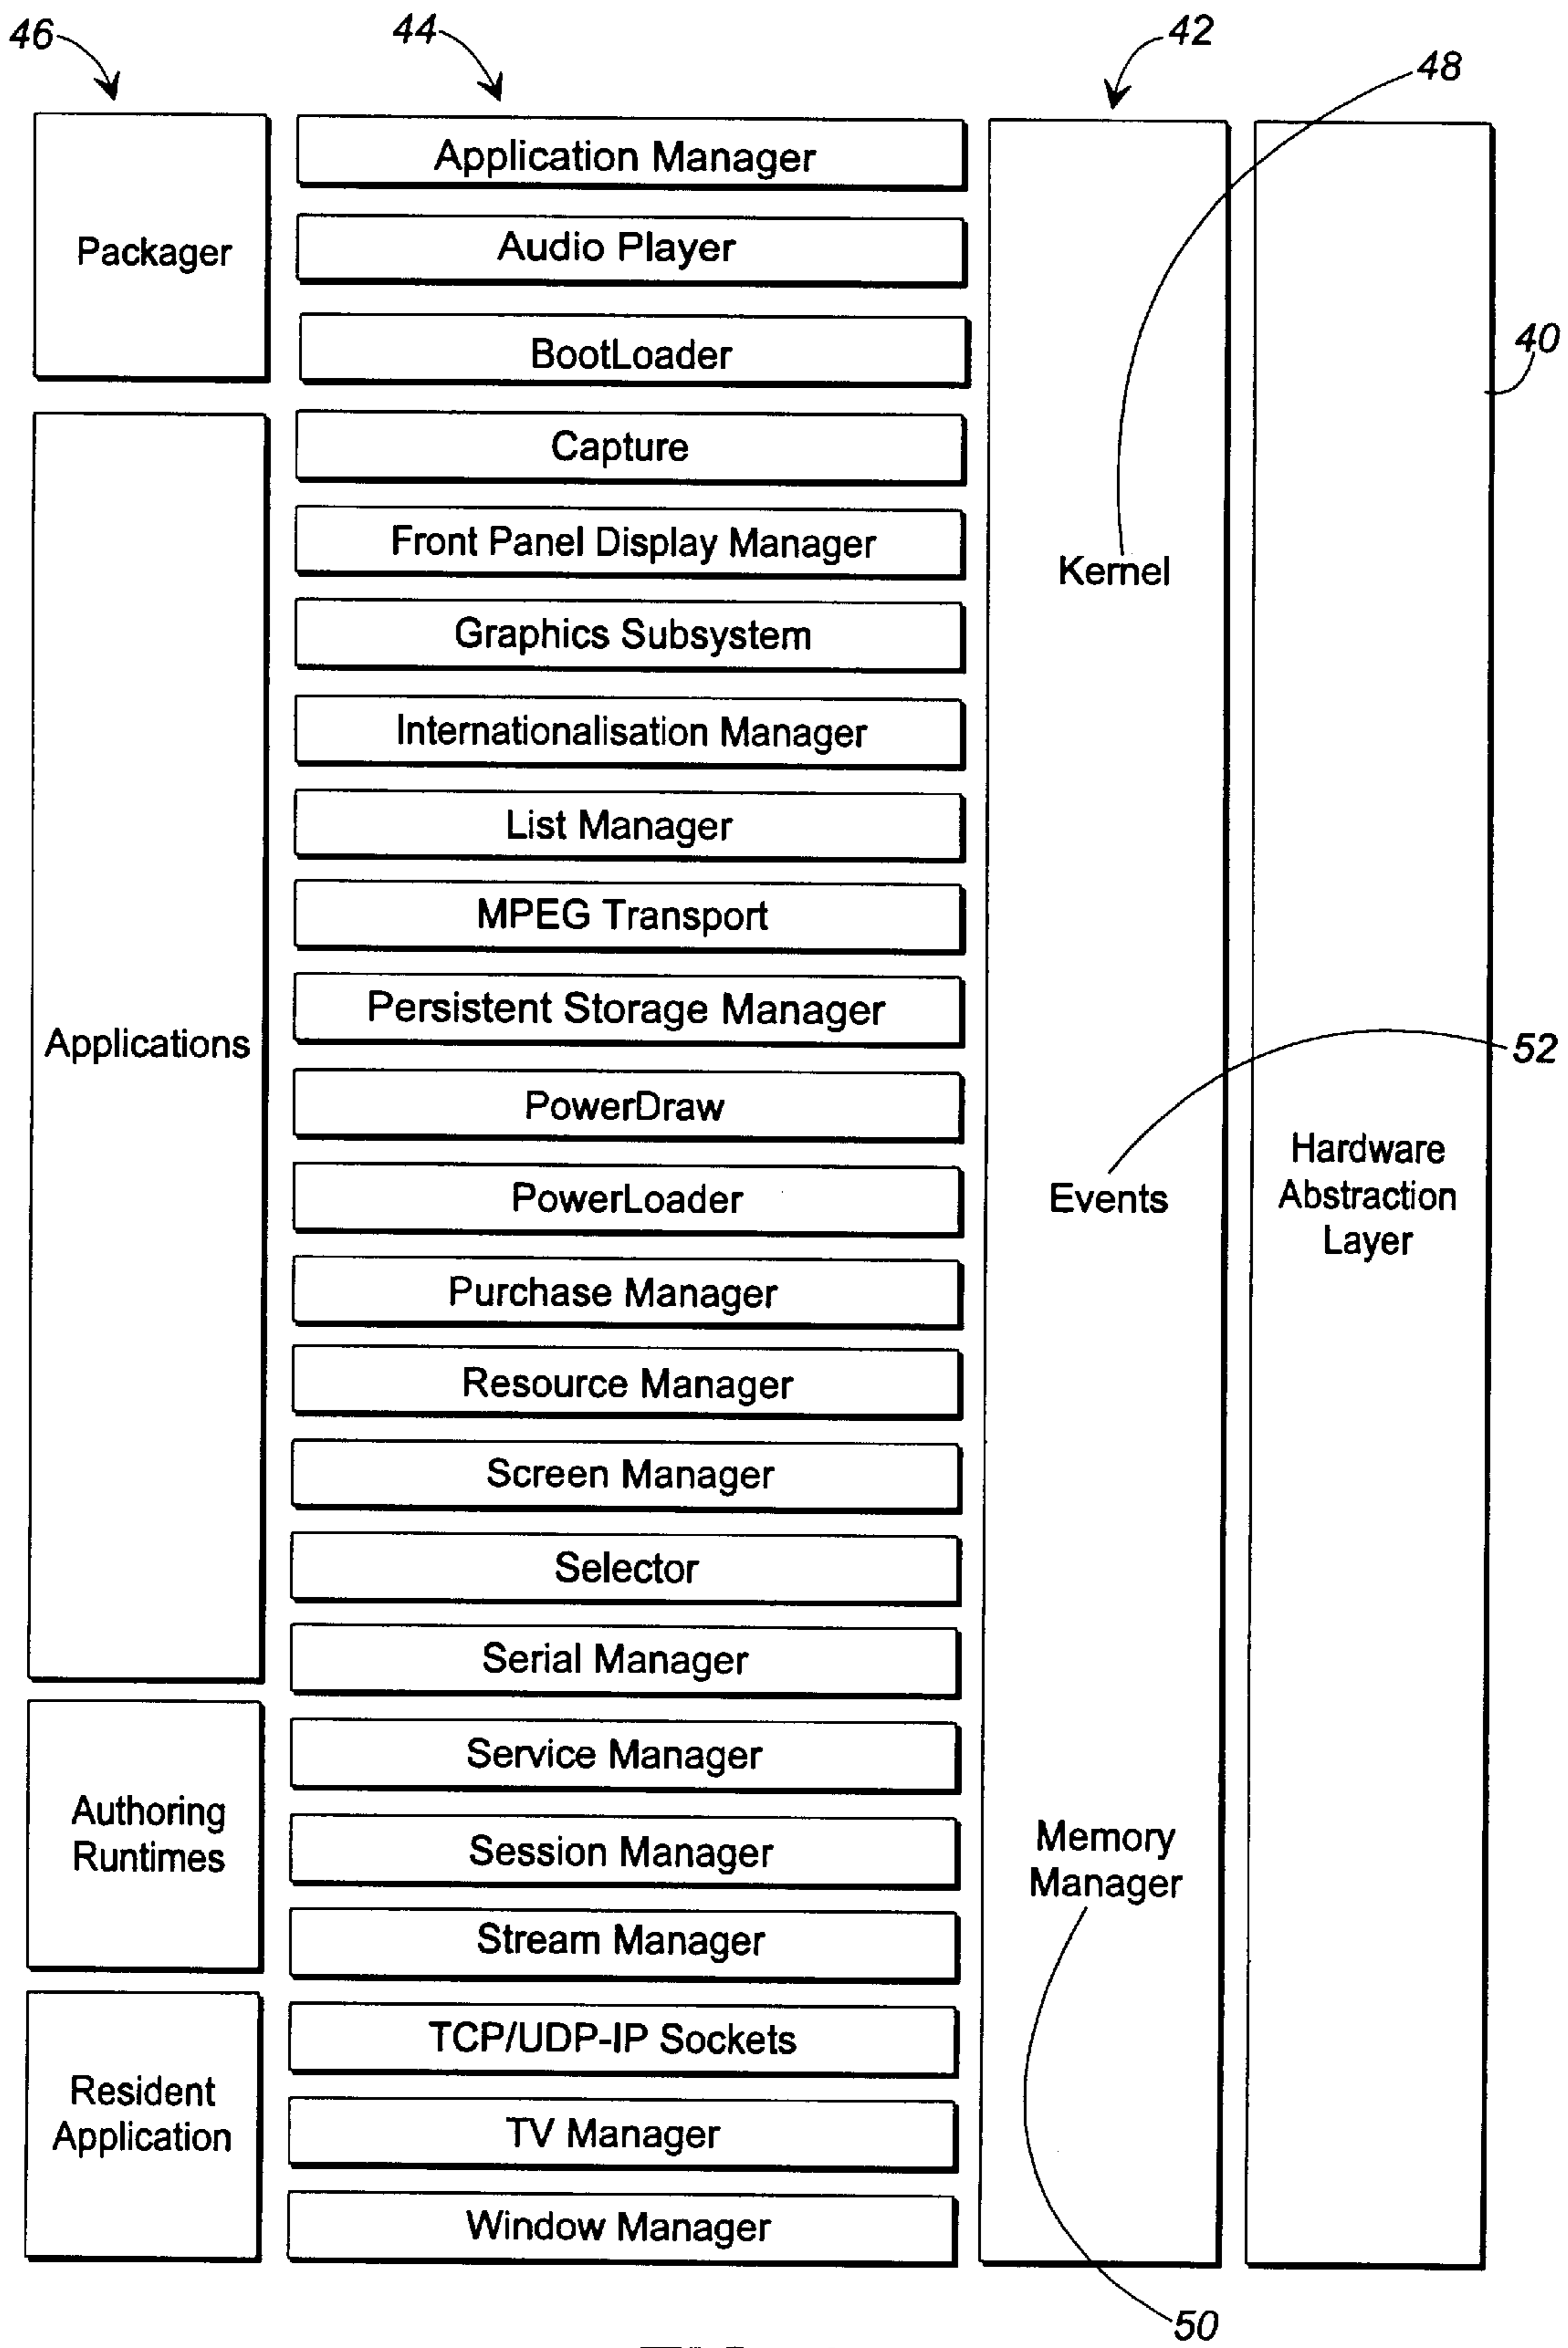 46
44
42
48
40
52
50
Packager
Applications
Authoring
Runtimes
Resident
Application
Application Manager
Audio Player
BootLoader
Capture
Front Panel Display Manager
Graphics Subsystem
Internationalisation Manager
List Manager
MPEG Transport
Persistent Storage Manager
PowerDraw
PowerLoader
Purchase Manager
Resource Manager
Screen Manager
Selector
Serial Manager
Service Manager
Session Manager
Stream Manager
TCP/UDP-IP Sockets
TV Manager
Window Manager
Kernel
Events
Memory
Manager
Hardware
Abstraction
Layer